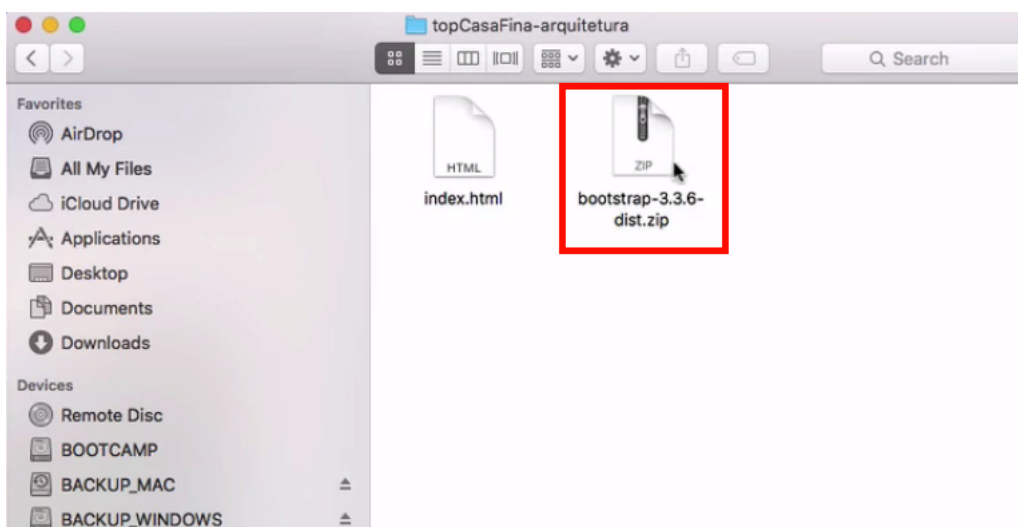 topCasaFina-arquitetura
Search
Favorites
AirDrop
All My Files
iCloud Drive
Applications
Desktop
Documents
Downloads
Devices
Remote Disc
BOOTCAMP
BACKUP_MAC
BACKUP_WINDOWS
HTML
index.html
ZIP
bootstrap-3.3.6-
dist.zip